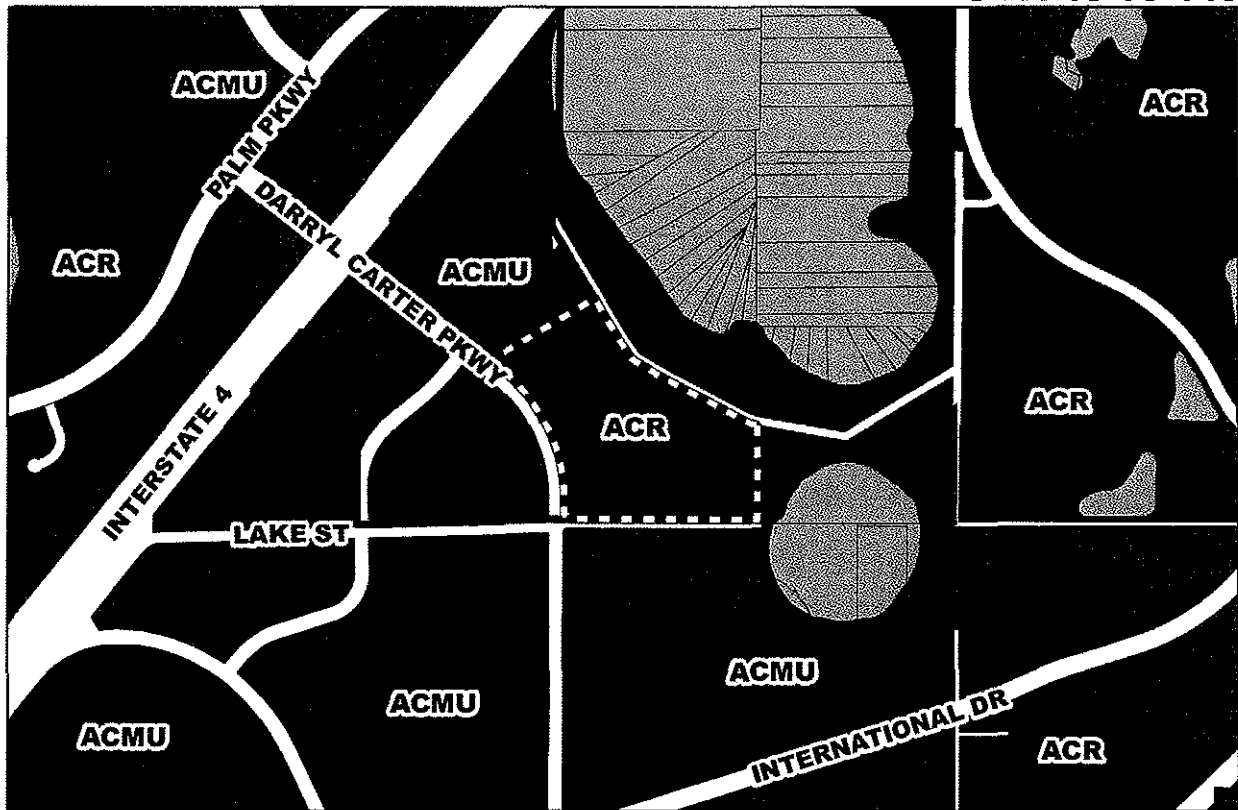 ACMU
PALM PKWY
ACR
DARRYL CARTER PKWY
ACMU
ACR
ACR
ACR
INTERSTATE 4
LAKE ST
ACMU
ACMU
ACMU
INTERNATIONAL DR
ACR